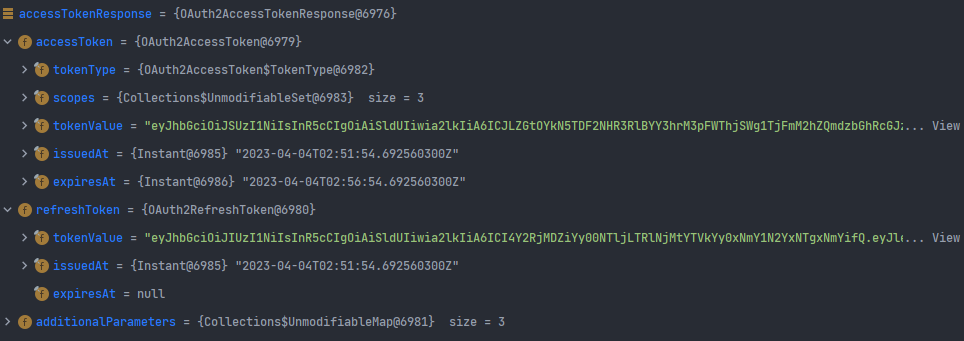 accessTokenResponse = {OAuth2AccessTokenResponse@6976}
accessToken = {OAuth2AccessToken@6979}
tokenType = {OAuth2AccessToken$TokenType@6982}
scopes = {Collections$UnmodifiableSet@6983} size = 3
tokenValue = "eyJhbGciOiJSUzI1NiIsInR5cCIgOiAiSldUIiwia2lkIiA6ICJLZGtOYkN5TDF2NHR3RlBYY3hrM3pFWThjSWg1TjFmM2hZQmdzbGhRcGJz... View
issuedAt = {Instant@6985} "2023-04-04T02:51:54.692560300Z"
expiresAt = {Instant@6986} "2023-04-04T02:56:54.692560300Z"
refreshToken = {OAuth2RefreshToken@6980}
tokenValue = "eyJhbGciOiJIUzI1NiIsInR5cCIgOiAiSldUIiwia2lkIiA6ICI4Y2RjMDZiYy00NTljLTRlNjMtYTVkYy0xNmY1N2YxNTgxNmYifQ.eyJle... View
issuedAt = {Instant@6985} "2023-04-04T02:51:54.692560300Z"
expiresAt = null
additionalParameters = {Collections$UnmodifiableMap@6981} size = 3